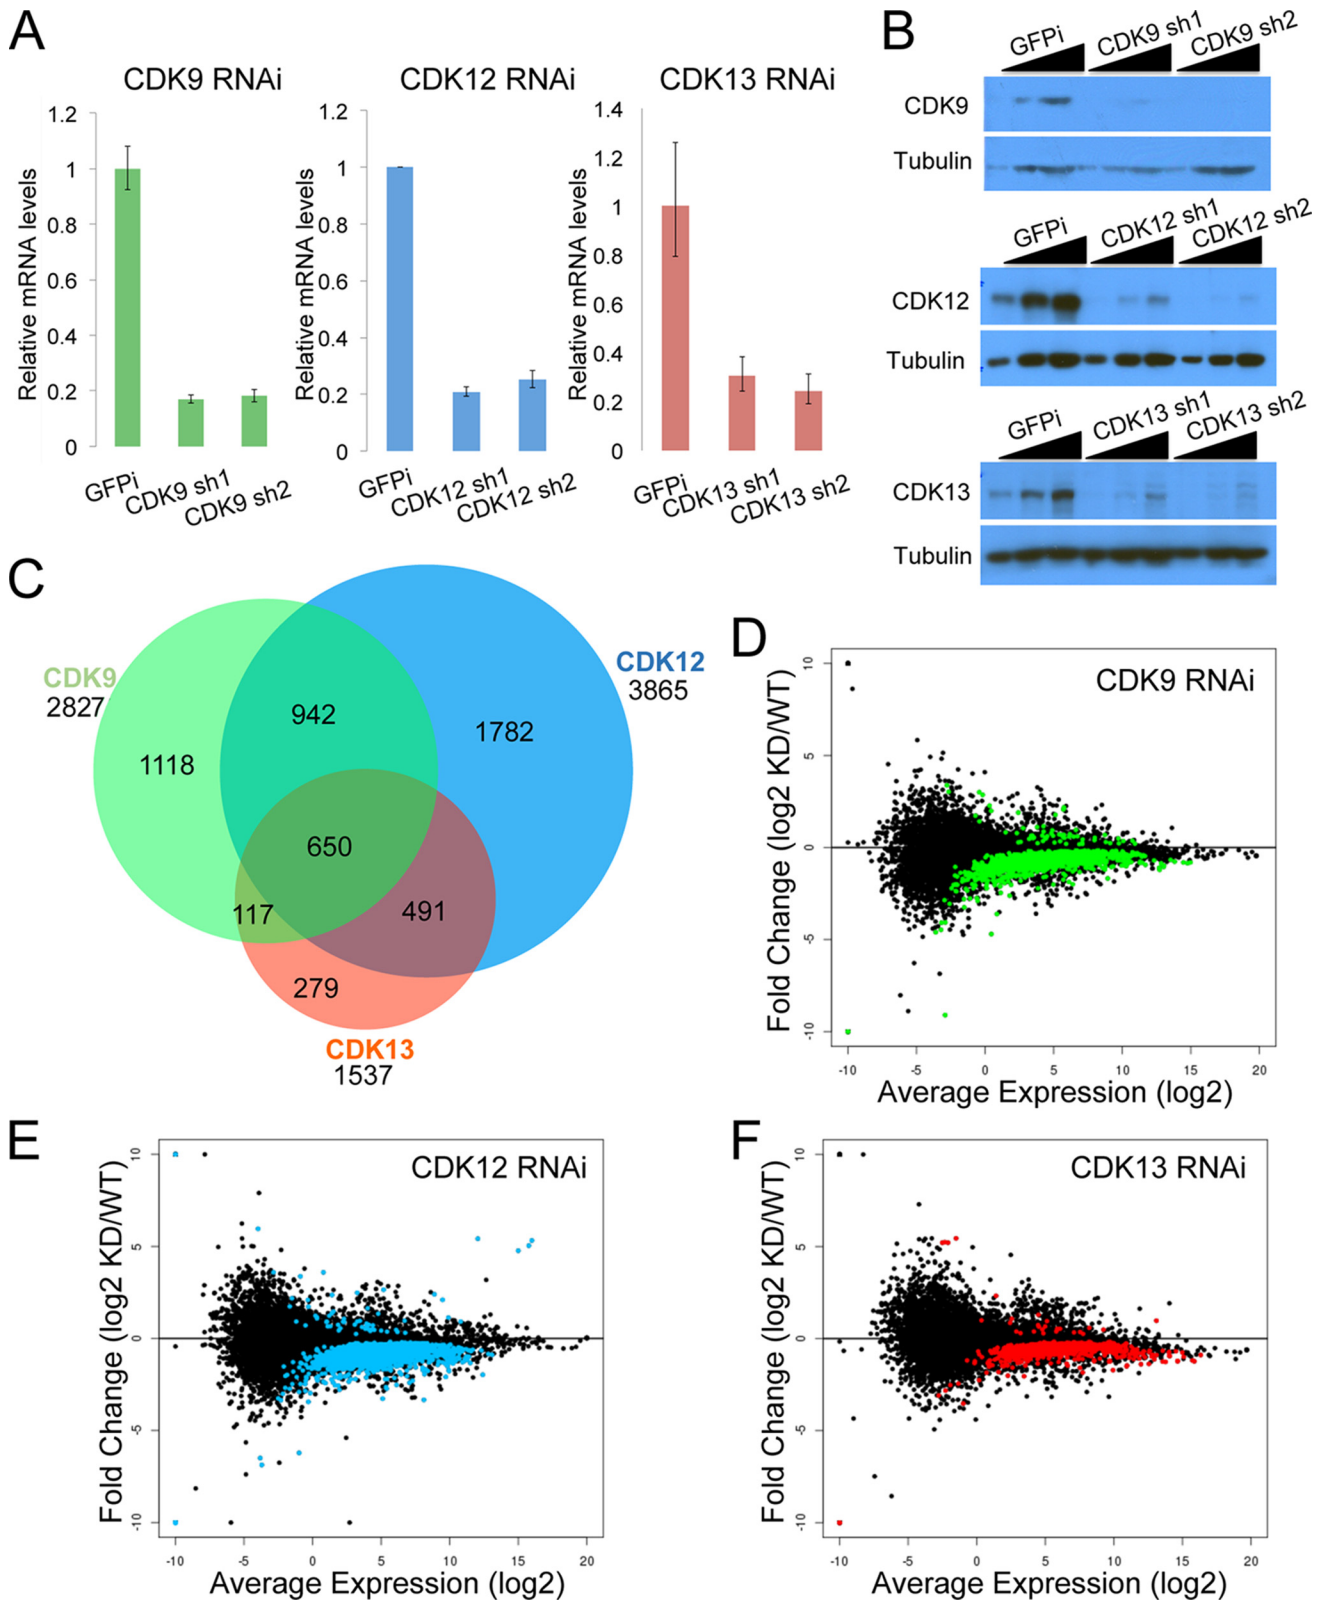 A
CDK9 RNAi
Relative mRNA levels
1.2
1
0.8
0.6
0.4
0.2
0
GFPi
CDK9 sh1
CDK9 sh2
CDK12 RNAi
Relative mRNA levels
1.2
1
0.8
0.6
0.4
0.2
0
GFPi
CDK12 sh1
CDK12 sh2
CDK13 RNAi
Relative mRNA levels
1.4
1.2
1
0.8
0.6
0.4
0.2
0
GFPi
CDK13 sh1
CDK13 sh2
B
GFPi
CDK9 sh1
CDK9 sh2
CDK9
Tubulin
GFPi
CDK12 sh1
CDK12 sh2
CDK12
Tubulin
GFPi
CDK13 sh1
CDK13 sh2
CDK13
Tubulin
C
CDK9
2827
CDK12
3865
942
1782
1118
650
117
491
279
CDK13
1537
D
CDK9 RNAi
Fold Change (log2 KD/WT)
10
5
0
-5
-10
-10 -5 0 5 10 15 20
Average Expression (log2)
E
CDK12 RNAi
Fold Change (log2 KD/WT)
10
5
0
-5
-10
-10 -5 0 5 10 15 20
Average Expression (log2)
F
CDK13 RNAi
Fold Change (log2 KD/WT)
10
5
0
-5
-10
-10 -5 0 5 10 15 20
Average Expression (log2)